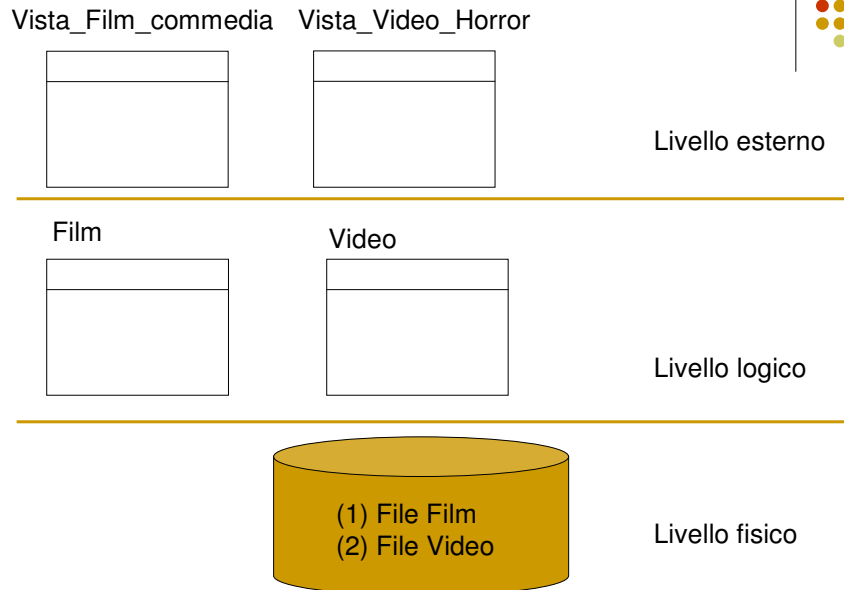 Vista_Film_commedia Vista_Video_Horror
Livello esterno
Film
Video
Livello logico
(1) File Film
(2) File Video
Livello fisico